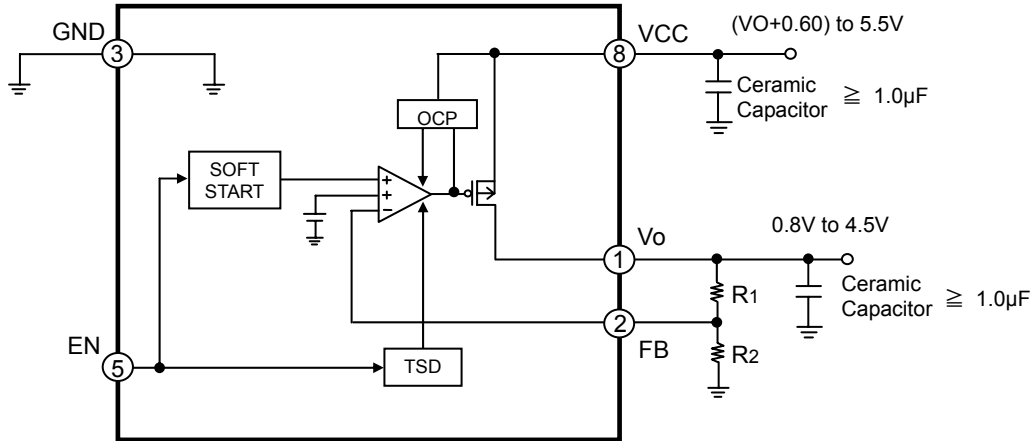 GND
3
VCC
8
(VO+0.60) to 5.5V
Ceramic
Capacitor ≧ 1.0µF
OCP
SOFT
START
+
+
−
Vo
1
0.8V to 4.5V
R1
Ceramic
Capacitor ≧ 1.0µF
2
FB
R2
EN
5
TSD